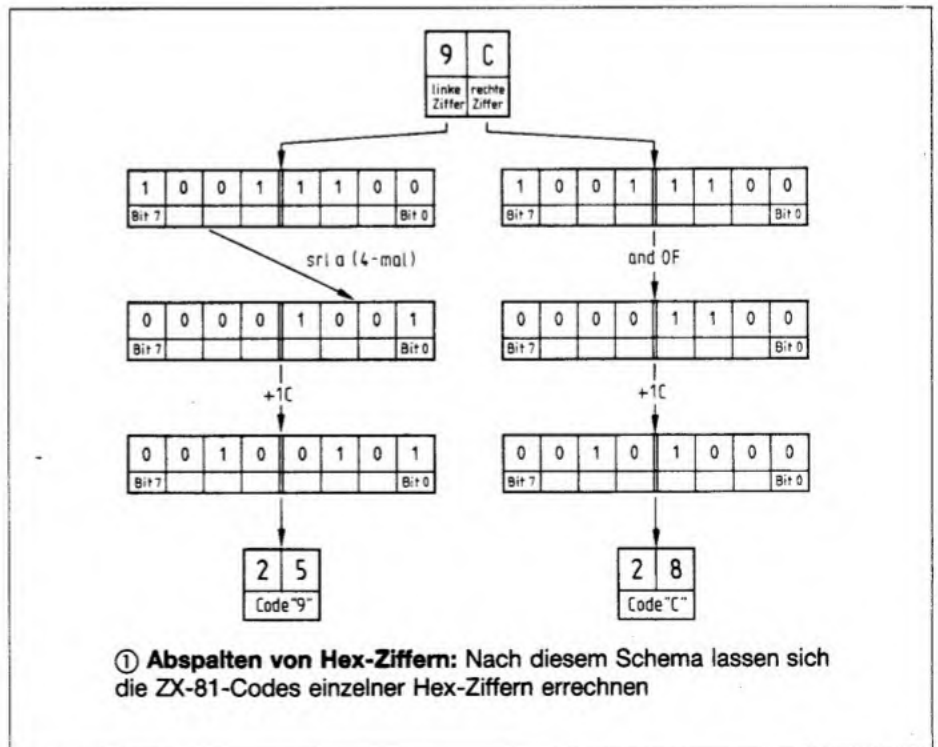 9 C
linke rechte
Ziffer Ziffer
1 0 0 1 1 1 0 0
Bit 7 Bit 0
1 0 0 1 1 1 0 0
Bit 7 Bit 0
srl a (4-mal)
and 0F
0 0 0 0 1 0 0 1
Bit 7 Bit 0
0 0 0 0 1 1 0 0
Bit 7 Bit 0
+1C
+1C
0 0 1 0 0 1 0 1
Bit 7 Bit 0
0 0 1 0 1 0 0 0
Bit 7 Bit 0
2 5
Code "9"
2 8
Code "C"
① Abspalten von Hex-Ziffern: Nach diesem Schema lassen sich
die ZX-81-Codes einzelner Hex-Ziffern errechnen